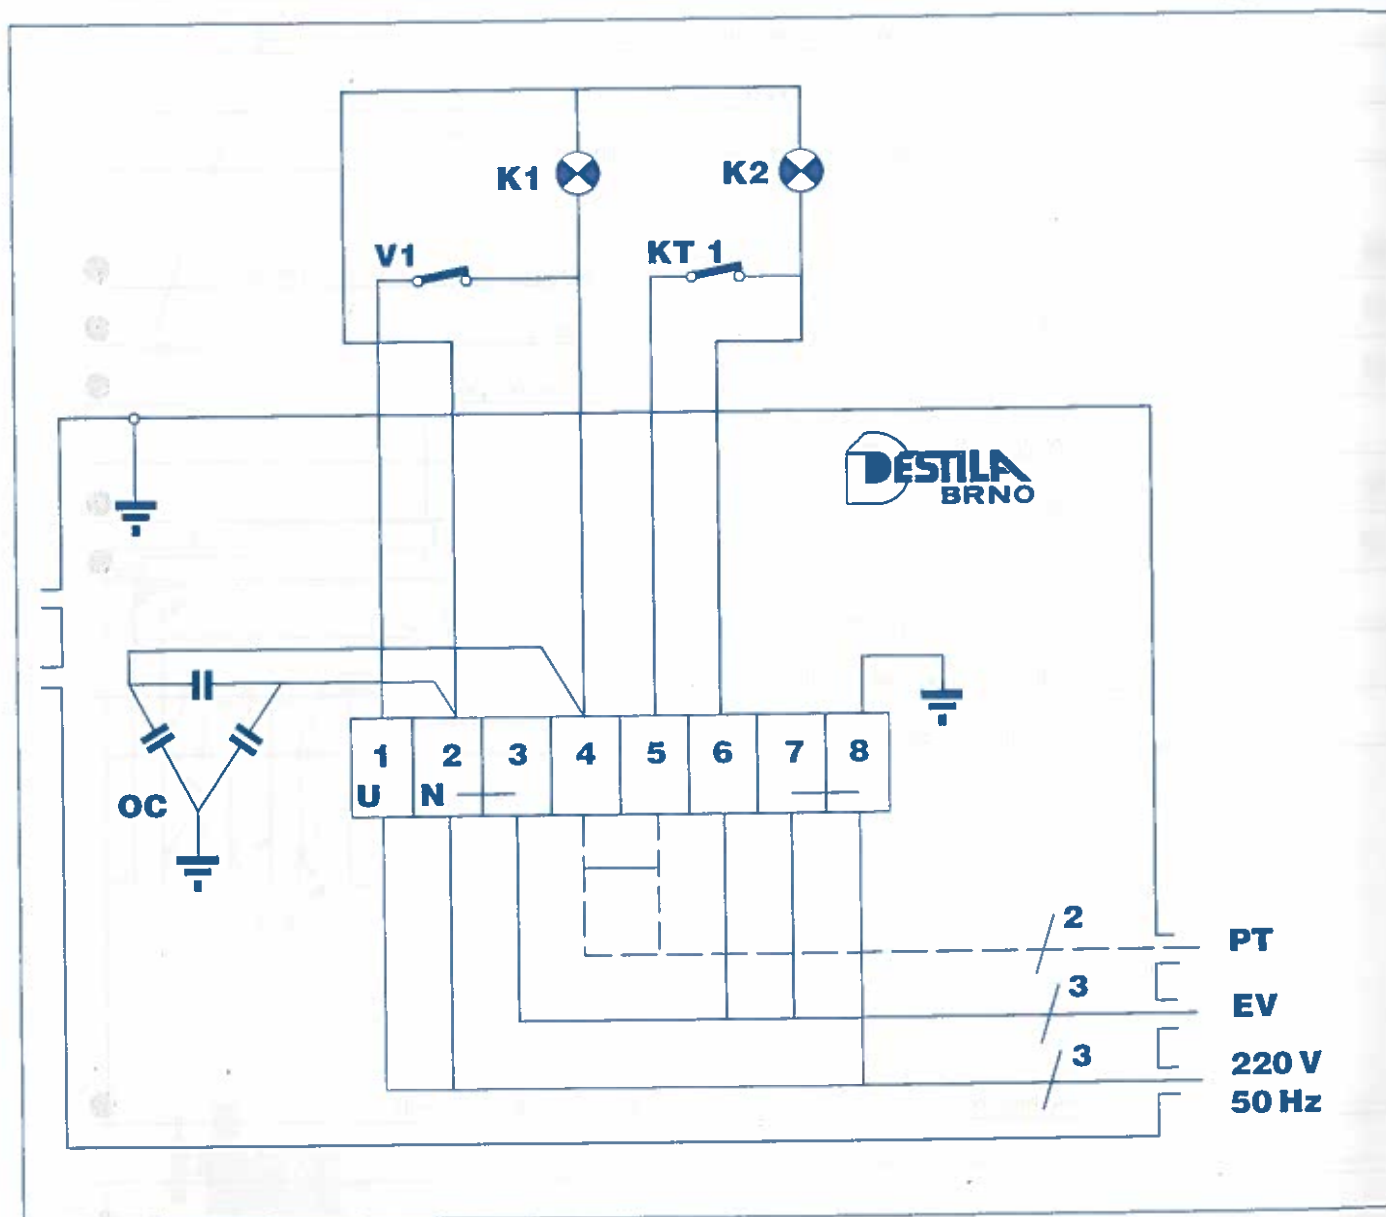 K1
K2
V1
KT 1
DESTILA
BRNO
1 2 3 4 5 6 7 8
U N
OC
2
PT
3
EV
3
220 V
50 Hz